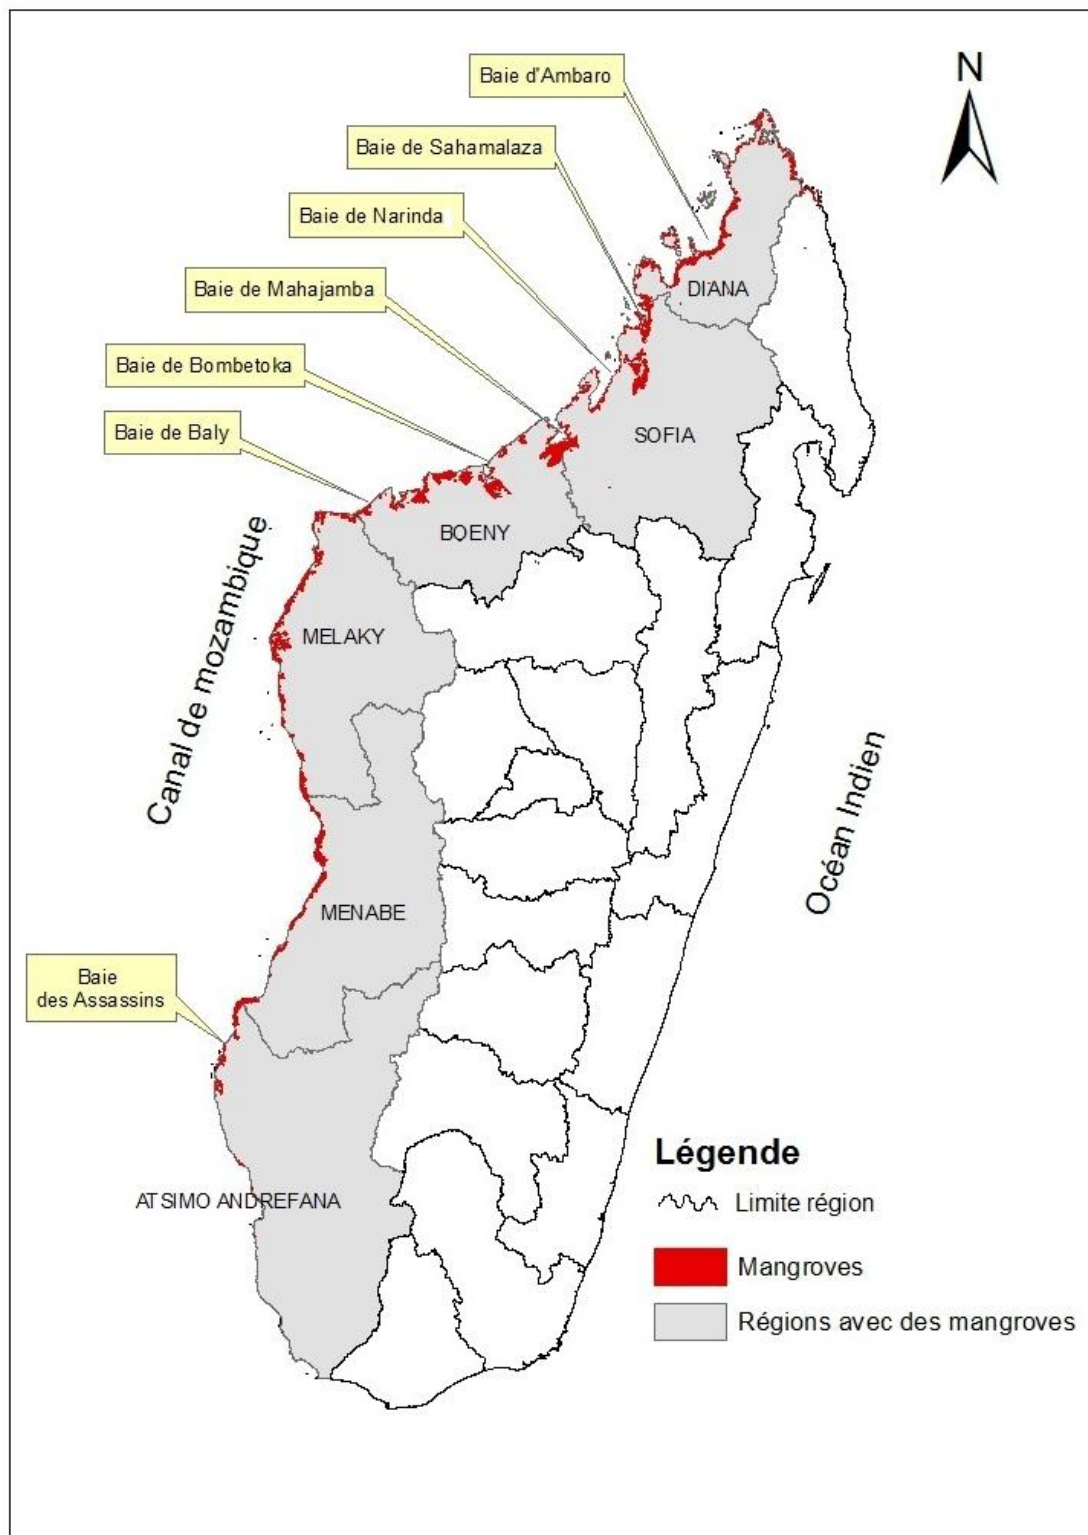 N
Baie d'Ambaro
Baie de Sahamalaza
Baie de Narinda
Baie de Mahajamba
Baie de Bombetoka
Baie de Baly
DIANA
SOFIA
BOENY
MELAKY
MENABE
ATSIMO ANDREFANA
Canal de mozambique
Océan Indien
Baie
des Assassins
Légende
Limite région
Mangroves
Régions avec des mangroves